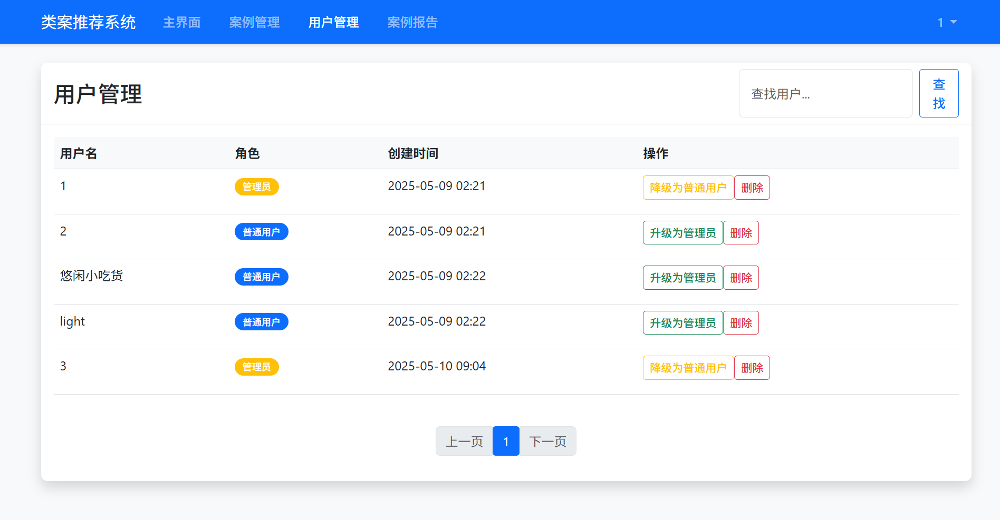 类案推荐系统 主界面 案例管理 用户管理 案例报告 1
用户管理 查找用户... 查
找
用户名 角色 创建时间 操作
1 管理员 2025-05-09 02:21 降级为普通用户 删除
2 普通用户 2025-05-09 02:21 升级为管理员 删除
悠闲小吃货 普通用户 2025-05-09 02:22 升级为管理员 删除
light 普通用户 2025-05-09 02:22 升级为管理员 删除
3 管理员 2025-05-10 09:04 降级为普通用户 删除
上一页 1 下一页